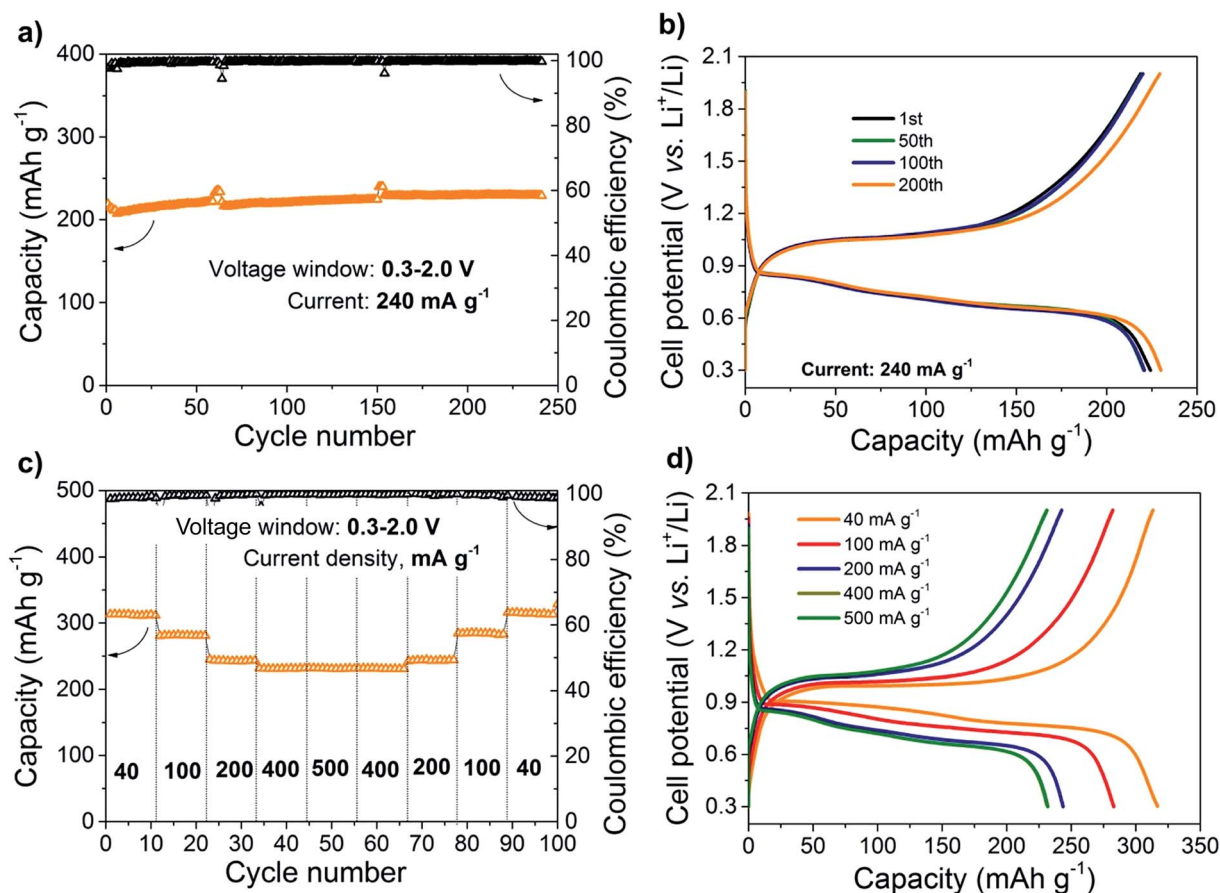 a)
400
300
200
100
0
Capacity (mAh g⁻¹)
100
80
60
40
20
0
Coulombic efficiency (%)
Voltage window: 0.3-2.0 V
Current: 240 mA g⁻¹
0 50 100 150 200 250
Cycle number
b)
2.1
1.8
1.5
1.2
0.9
0.6
0.3
Cell potential (V vs. Li⁺/Li)
1st
50th
100th
200th
Current: 240 mA g⁻¹
0 50 100 150 200 250
Capacity (mAh g⁻¹)
c)
500
400
300
200
100
0
Capacity (mAh g⁻¹)
100
80
60
40
20
0
Coulombic efficiency (%)
Voltage window: 0.3-2.0 V
Current density, mA g⁻¹
40 100 200 400 500 400 200 100 40
0 10 20 30 40 50 60 70 80 90 100
Cycle number
d)
2.1
1.8
1.5
1.2
0.9
0.6
0.3
Cell potential (V vs. Li⁺/Li)
40 mA g⁻¹
100 mA g⁻¹
200 mA g⁻¹
400 mA g⁻¹
500 mA g⁻¹
0 50 100 150 200 250 300 350
Capacity (mAh g⁻¹)